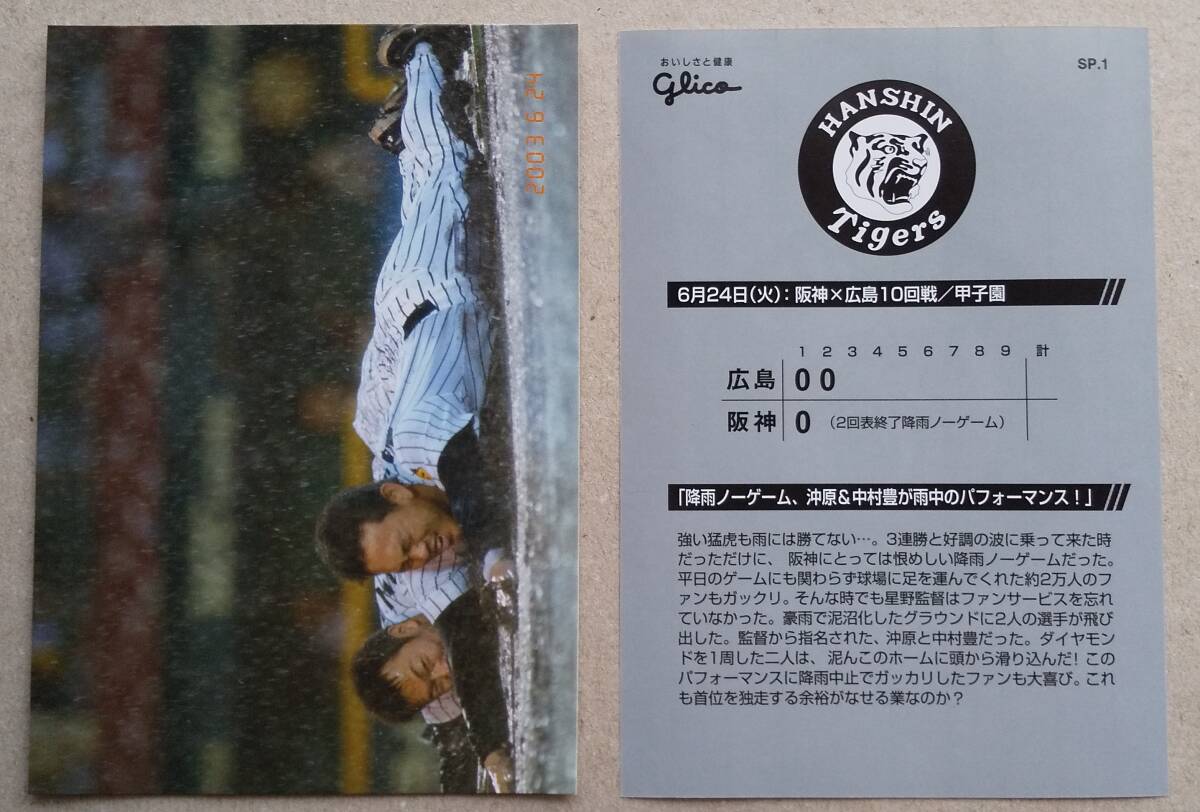 2003 6 24
おいしさと健康
glico
SP.1
HANSHIN
Tigers
6月24日(火):阪神×広島10回戦/甲子園
1 2 3 4 5 6 7 8 9 計
広島 0 0
阪神 0 (2回表終了降雨ノーゲーム)
「降雨ノーゲーム、沖原&中村豊が雨中のパフォーマンス!」
強い猛虎も雨には勝てない…。3連勝と好調の波に乗って来た時
だっただけに、阪神にとっては恨めしい降雨ノーゲームだった。
平日のゲームにも関わらず球場に足を運んでくれた約2万人のファ
ンもガックリ。そんな時でも星野監督はファンサービスを忘れ
ていなかった。豪雨で泥沼化したグラウンドに2人の選手が飛び
出した。監督から指名された、沖原と中村豊だった。ダイヤモン
ドを1周した二人は、泥んこのホームに頭から滑り込んだ!この
パフォーマンスに降雨中止でガッカリしたファンも大喜び。これ
も首位を独走する余裕がなせる業なのか?